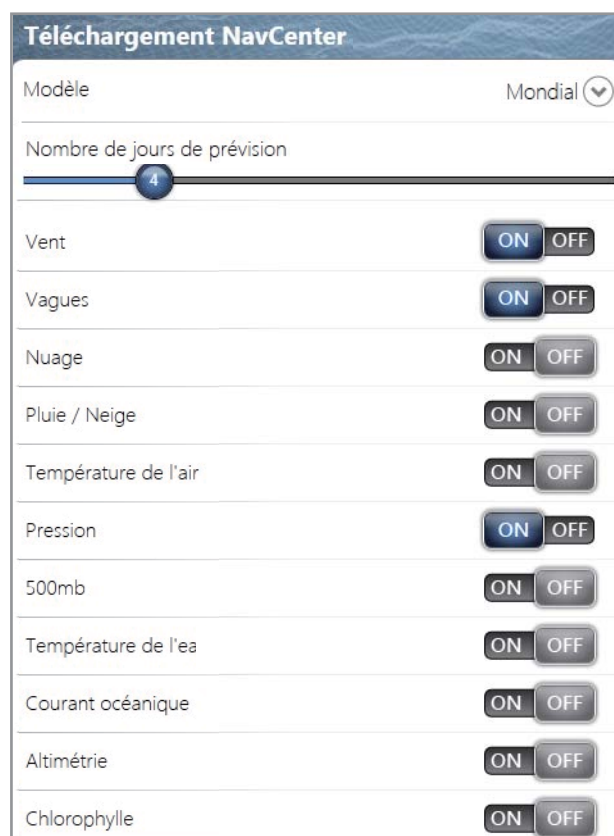 Téléchargement NavCenter
Modèle Mondial
Nombre de jours de prévision
4
Vent ON OFF
Vagues ON OFF
Nuage ON OFF
Pluie / Neige ON OFF
Température de l'air ON OFF
Pression ON OFF
500mb ON OFF
Température de l'ea ON OFF
Courant océanique ON OFF
Altimétrie ON OFF
Chlorophylle ON OFF